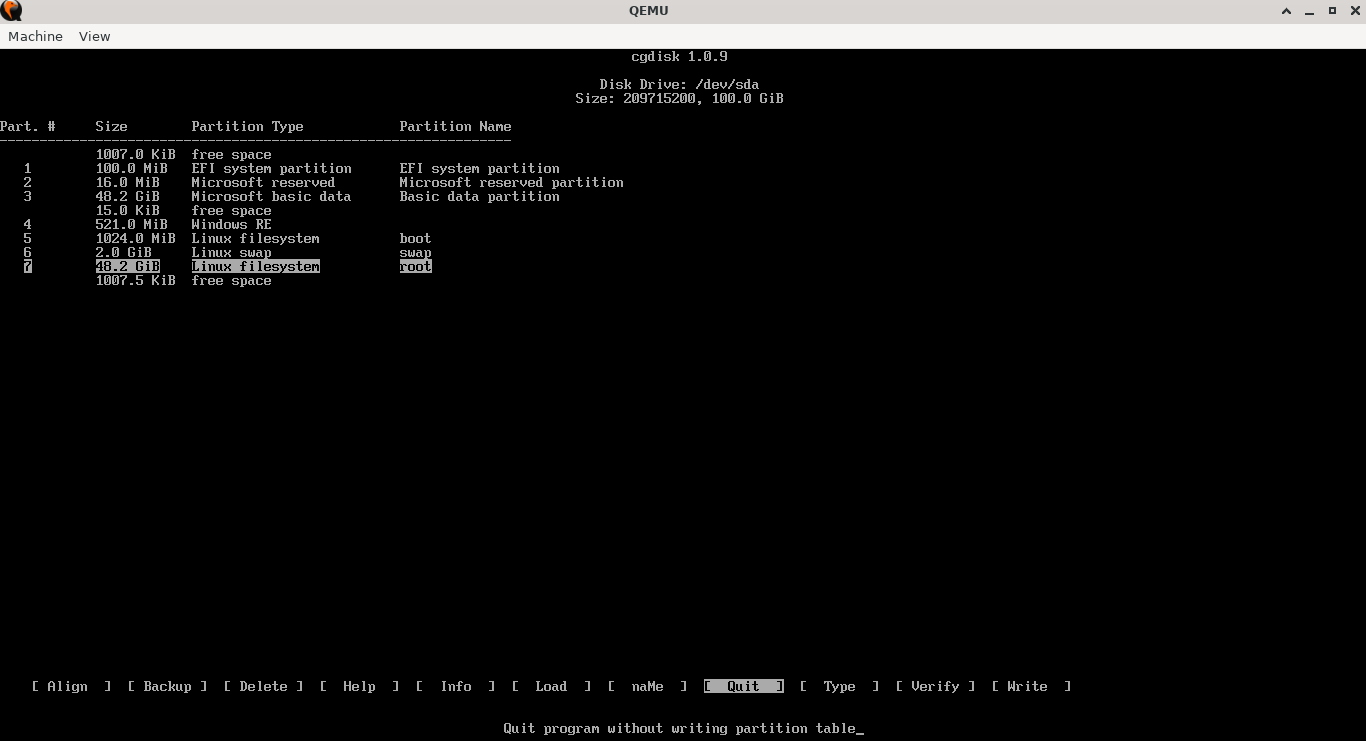 QEMU
Machine View
cgdisk 1.0.9
Disk Drive: /dev/sda
Size: 209715200, 100.0 GiB
Part. # Size Partition Type Partition Name
----------------------------------------------------------------
1007.0 KiB free space
1 100.0 MiB EFI system partition EFI system partition
2 16.0 MiB Microsoft reserved Microsoft reserved partition
3 48.2 GiB Microsoft basic data Basic data partition
15.0 KiB free space
4 521.0 MiB Windows RE
5 1024.0 MiB Linux filesystem boot
6 2.0 GiB Linux swap swap
7 48.2 GiB Linux filesystem root
1007.5 KiB free space
[ Align ] [ Backup ] [ Delete ] [ Help ] [ Info ] [ Load ] [ naMe ] [ Quit ] [ Type ] [ Verify ] [ Write ]
Quit program without writing partition table_